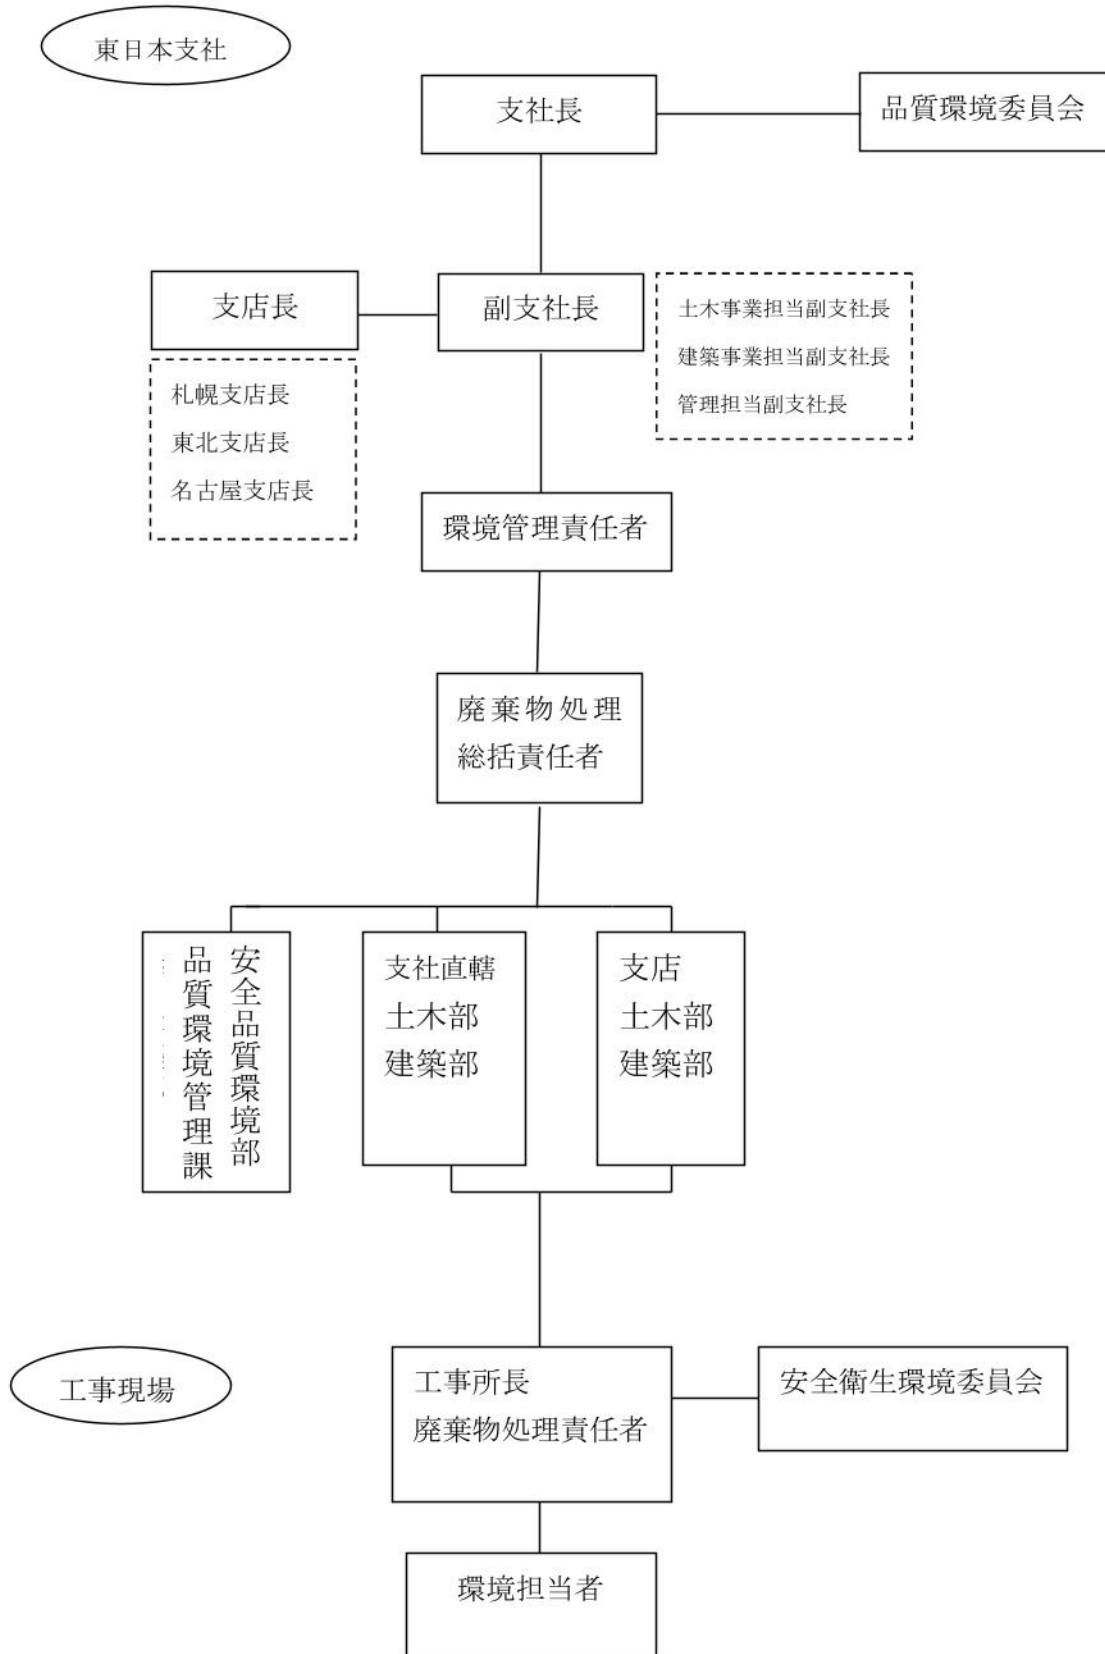 東日本支社
支社長
品質環境委員会
支店長
副支社長
土木事業担当副支社長
建築事業担当副支社長
管理担当副支社長
札幌支店長
東北支店長
名古屋支店長
環境管理責任者
廃棄物処理
総括責任者
安全品質環境部
品質環境管理課
支社直轄
土木部
建築部
支店
土木部
建築部
工事現場
工事所長
廃棄物処理責任者
安全衛生環境委員会
環境担当者